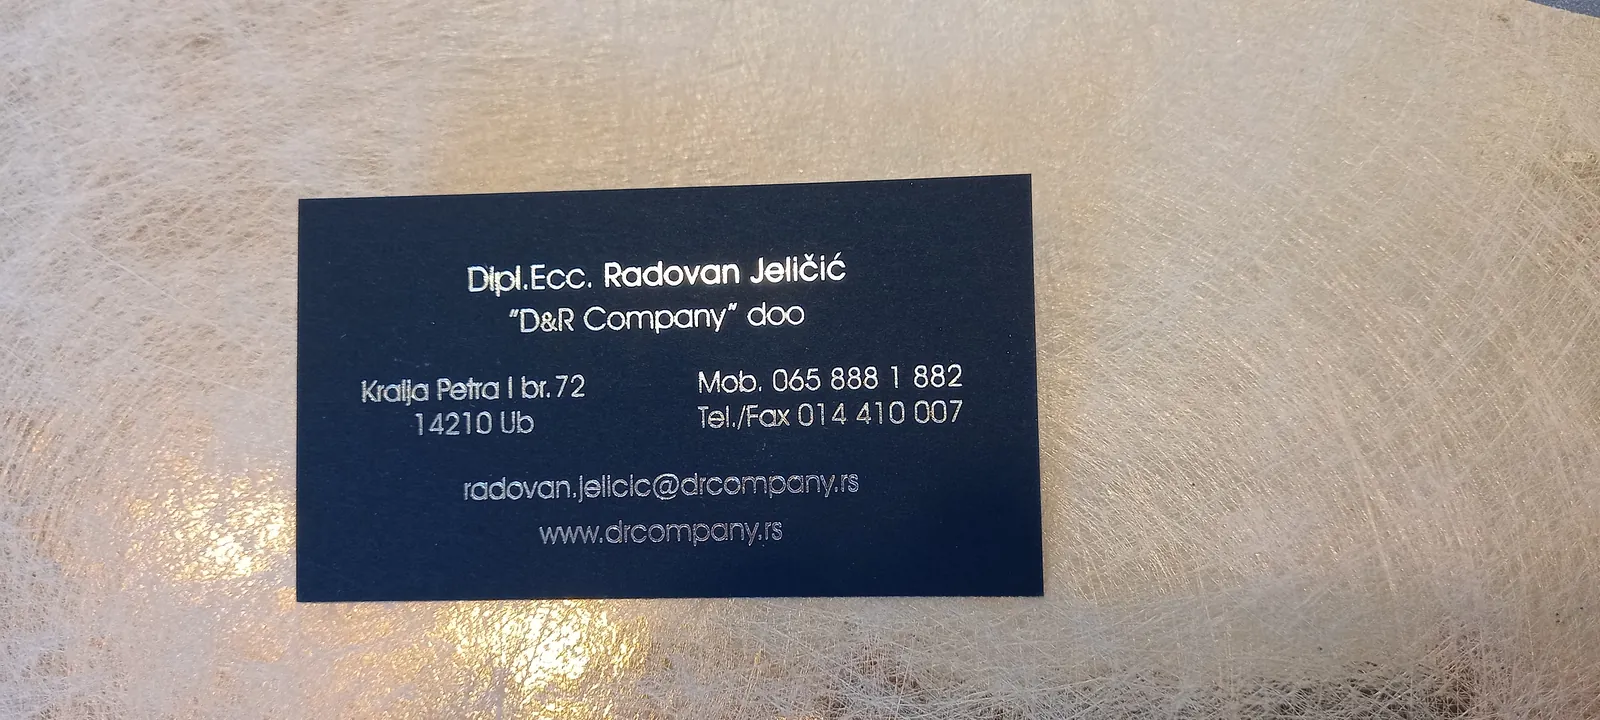 Dipl.Ecc. Radovan Jeličić
"D&R Company" doo
Kralja Petra I br. 72
14210 Ub
Mob. 065 888 1 882
Tel./Fax 014 410 007
radovan.jelicic@drcompany.rs
www.drcompany.rs